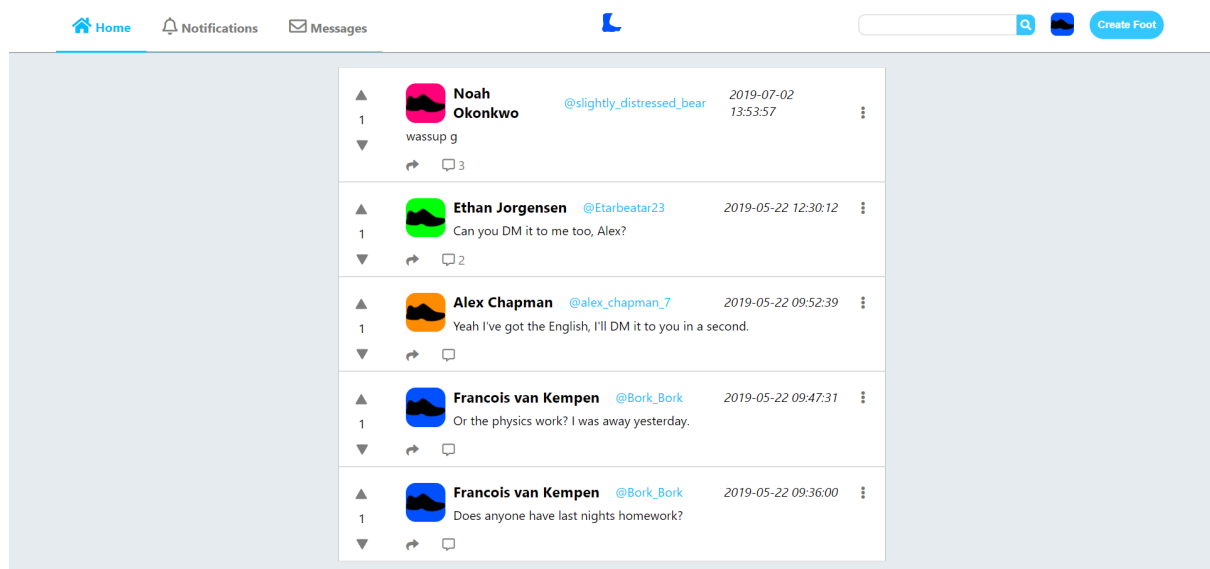 Home Notifications Messages Create Foot
Noah Okonkwo @slightly_distressed_bear 2019-07-02 13:53:57
1
wassup g
3
Ethan Jorgensen @Etarbeatar23 2019-05-22 12:30:12
1
Can you DM it to me too, Alex?
2
Alex Chapman @alex_chapman_7 2019-05-22 09:52:39
1
Yeah I've got the English, I'll DM it to you in a second.
Francois van Kempen @Bork_Bork 2019-05-22 09:47:31
1
Or the physics work? I was away yesterday.
Francois van Kempen @Bork_Bork 2019-05-22 09:36:00
1
Does anyone have last nights homework?